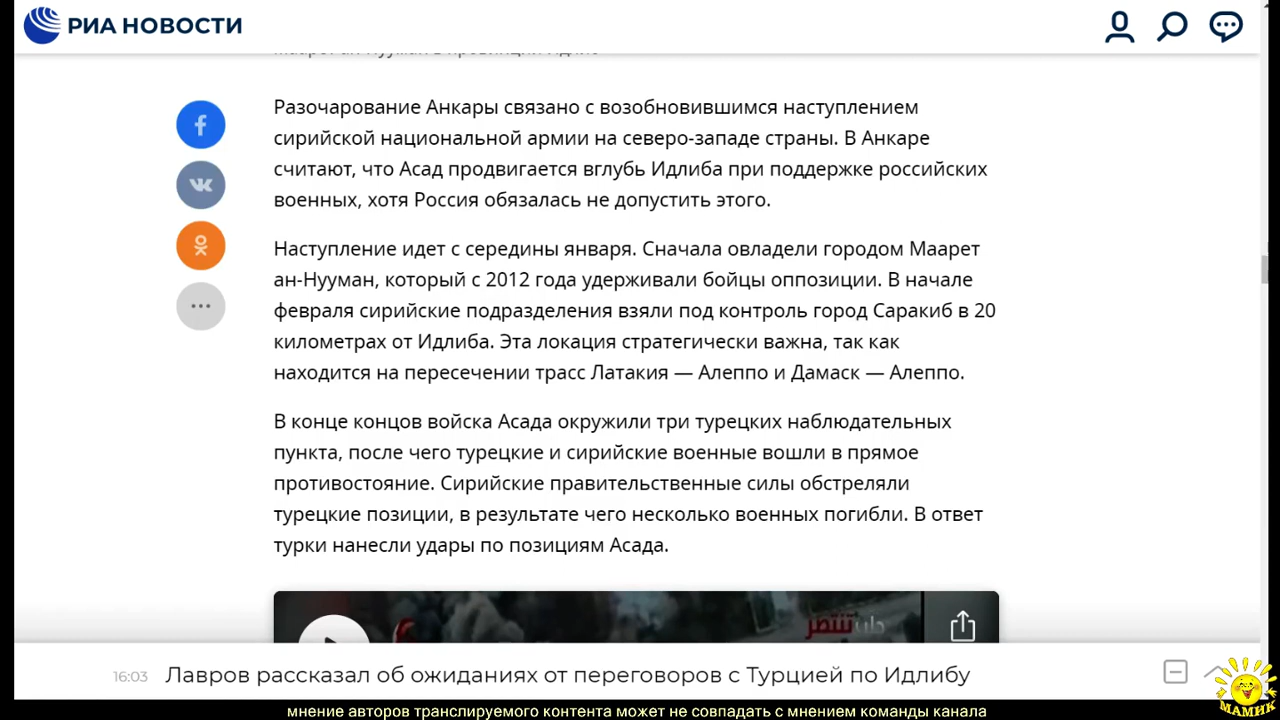 РИА НОВОСТИ
Разочарование Анкары связано с возобновившимся наступлением
сирийской национальной армии на северо-западе страны. В Анкаре
считают, что Асад продвигается вглубь Идлиба при поддержке российских
военных, хотя Россия обязалась не допустить этого.
Наступление идет с середины января. Сначала овладели городом Маарет
ан-Нууман, который с 2012 года удерживали бойцы оппозиции. В начале
февраля сирийские подразделения взяли под контроль город Саракиб в 20
километрах от Идлиба. Эта локация стратегически важна, так как
находится на пересечении трасс Латакия — Алеппо и Дамаск — Алеппо.
В конце концов войска Асада окружили три турецких наблюдательных
пункта, после чего турецкие и сирийские военные вошли в прямое
противостояние. Сирийские правительственные силы обстреляли
турецкие позиции, в результате чего несколько военных погибли. В ответ
турки нанесли удары по позициям Асада.
حلب تنتصر
16:03 Лавров рассказал об ожиданиях от переговоров с Турцией по Идлибу
МАМИК
мнение авторов транслируемого контента может не совпадать с мнением команды канала